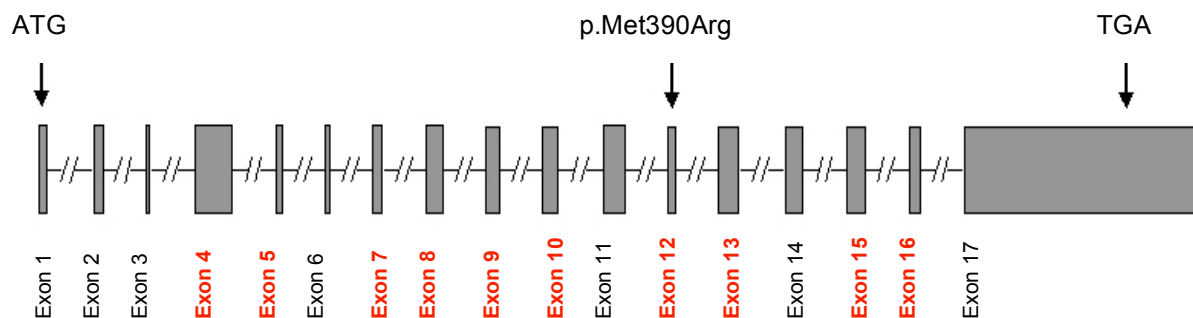 ATG p.Met390Arg TGA
Exon 1
Exon 2
Exon 3
Exon 4
Exon 5
Exon 6
Exon 7
Exon 8
Exon 9
Exon 10
Exon 11
Exon 12
Exon 13
Exon 14
Exon 15
Exon 16
Exon 17